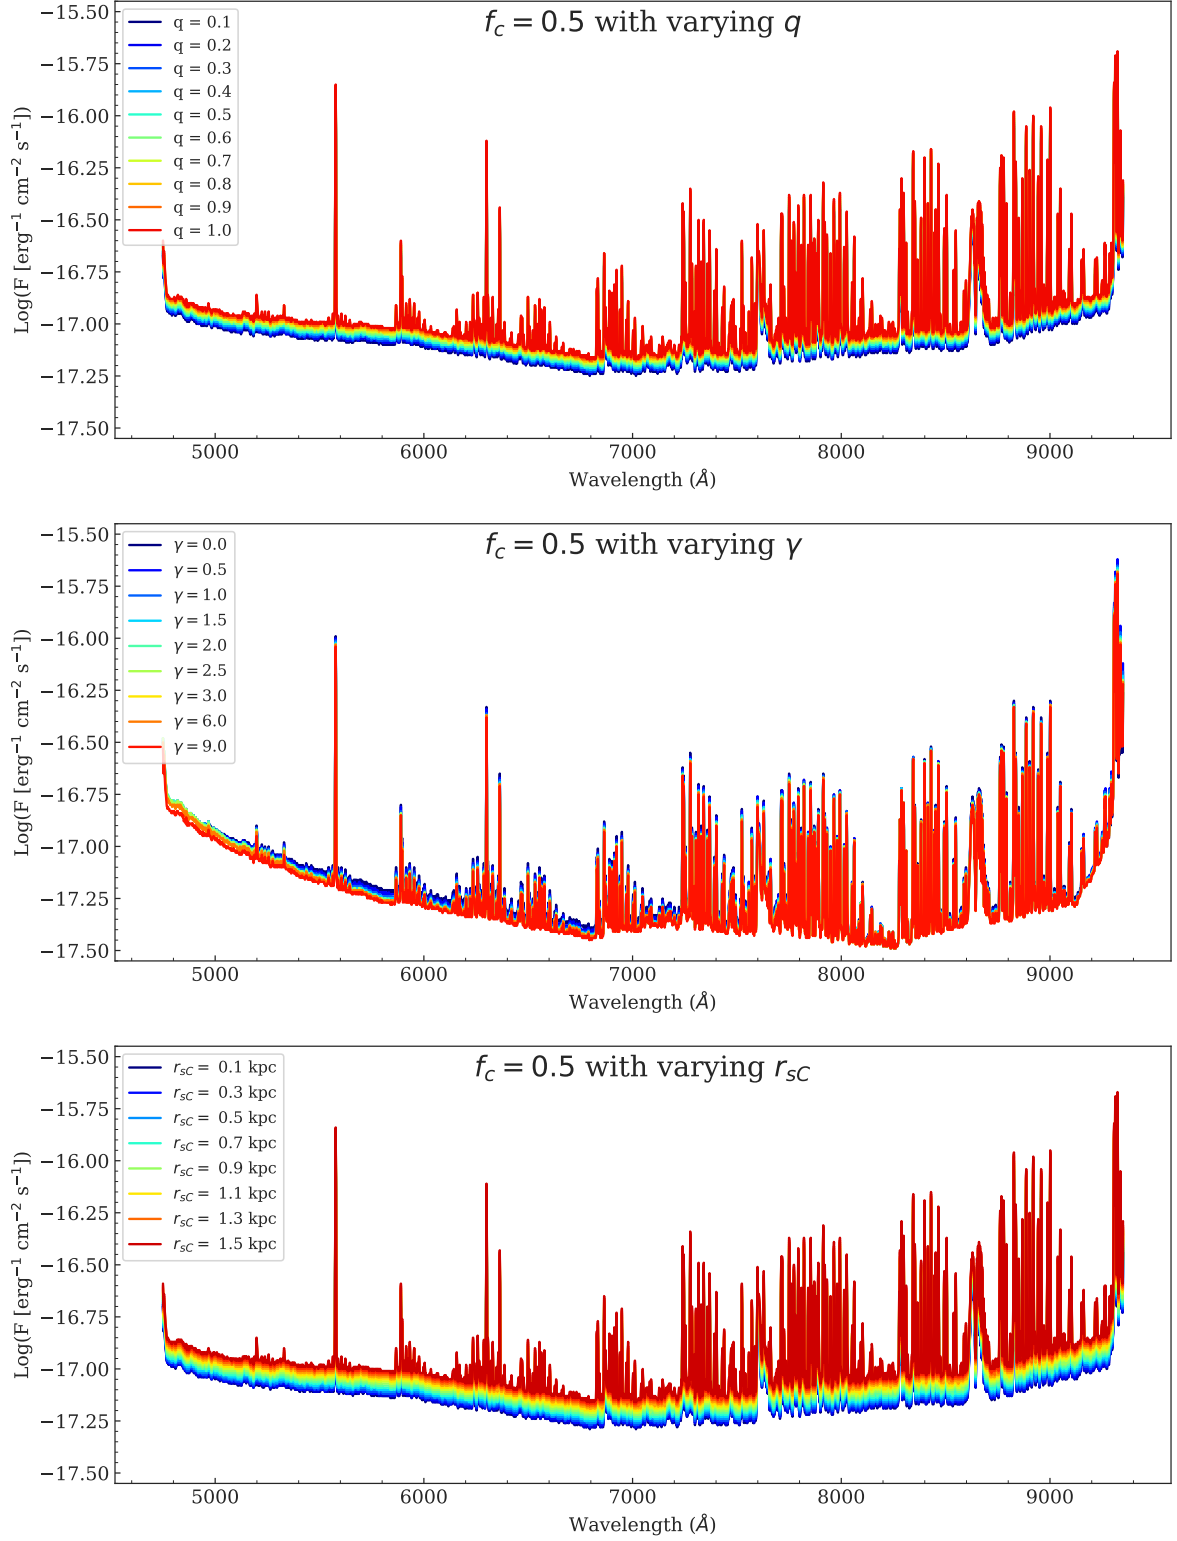 f_c = 0.5 with varying q
Log(F [erg⁻¹ cm⁻² s⁻¹])
−15.50
−15.75
−16.00
−16.25
−16.50
−16.75
−17.00
−17.25
−17.50
q = 0.1
q = 0.2
q = 0.3
q = 0.4
q = 0.5
q = 0.6
q = 0.7
q = 0.8
q = 0.9
q = 1.0
5000 6000 7000 8000 9000
Wavelength (Å)
f_c = 0.5 with varying γ
Log(F [erg⁻¹ cm⁻² s⁻¹])
−15.50
−15.75
−16.00
−16.25
−16.50
−16.75
−17.00
−17.25
−17.50
γ = 0.0
γ = 0.5
γ = 1.0
γ = 1.5
γ = 2.0
γ = 2.5
γ = 3.0
γ = 6.0
γ = 9.0
5000 6000 7000 8000 9000
Wavelength (Å)
f_c = 0.5 with varying r_sC
Log(F [erg⁻¹ cm⁻² s⁻¹])
−15.50
−15.75
−16.00
−16.25
−16.50
−16.75
−17.00
−17.25
−17.50
r_sC = 0.1 kpc
r_sC = 0.3 kpc
r_sC = 0.5 kpc
r_sC = 0.7 kpc
r_sC = 0.9 kpc
r_sC = 1.1 kpc
r_sC = 1.3 kpc
r_sC = 1.5 kpc
5000 6000 7000 8000 9000
Wavelength (Å)